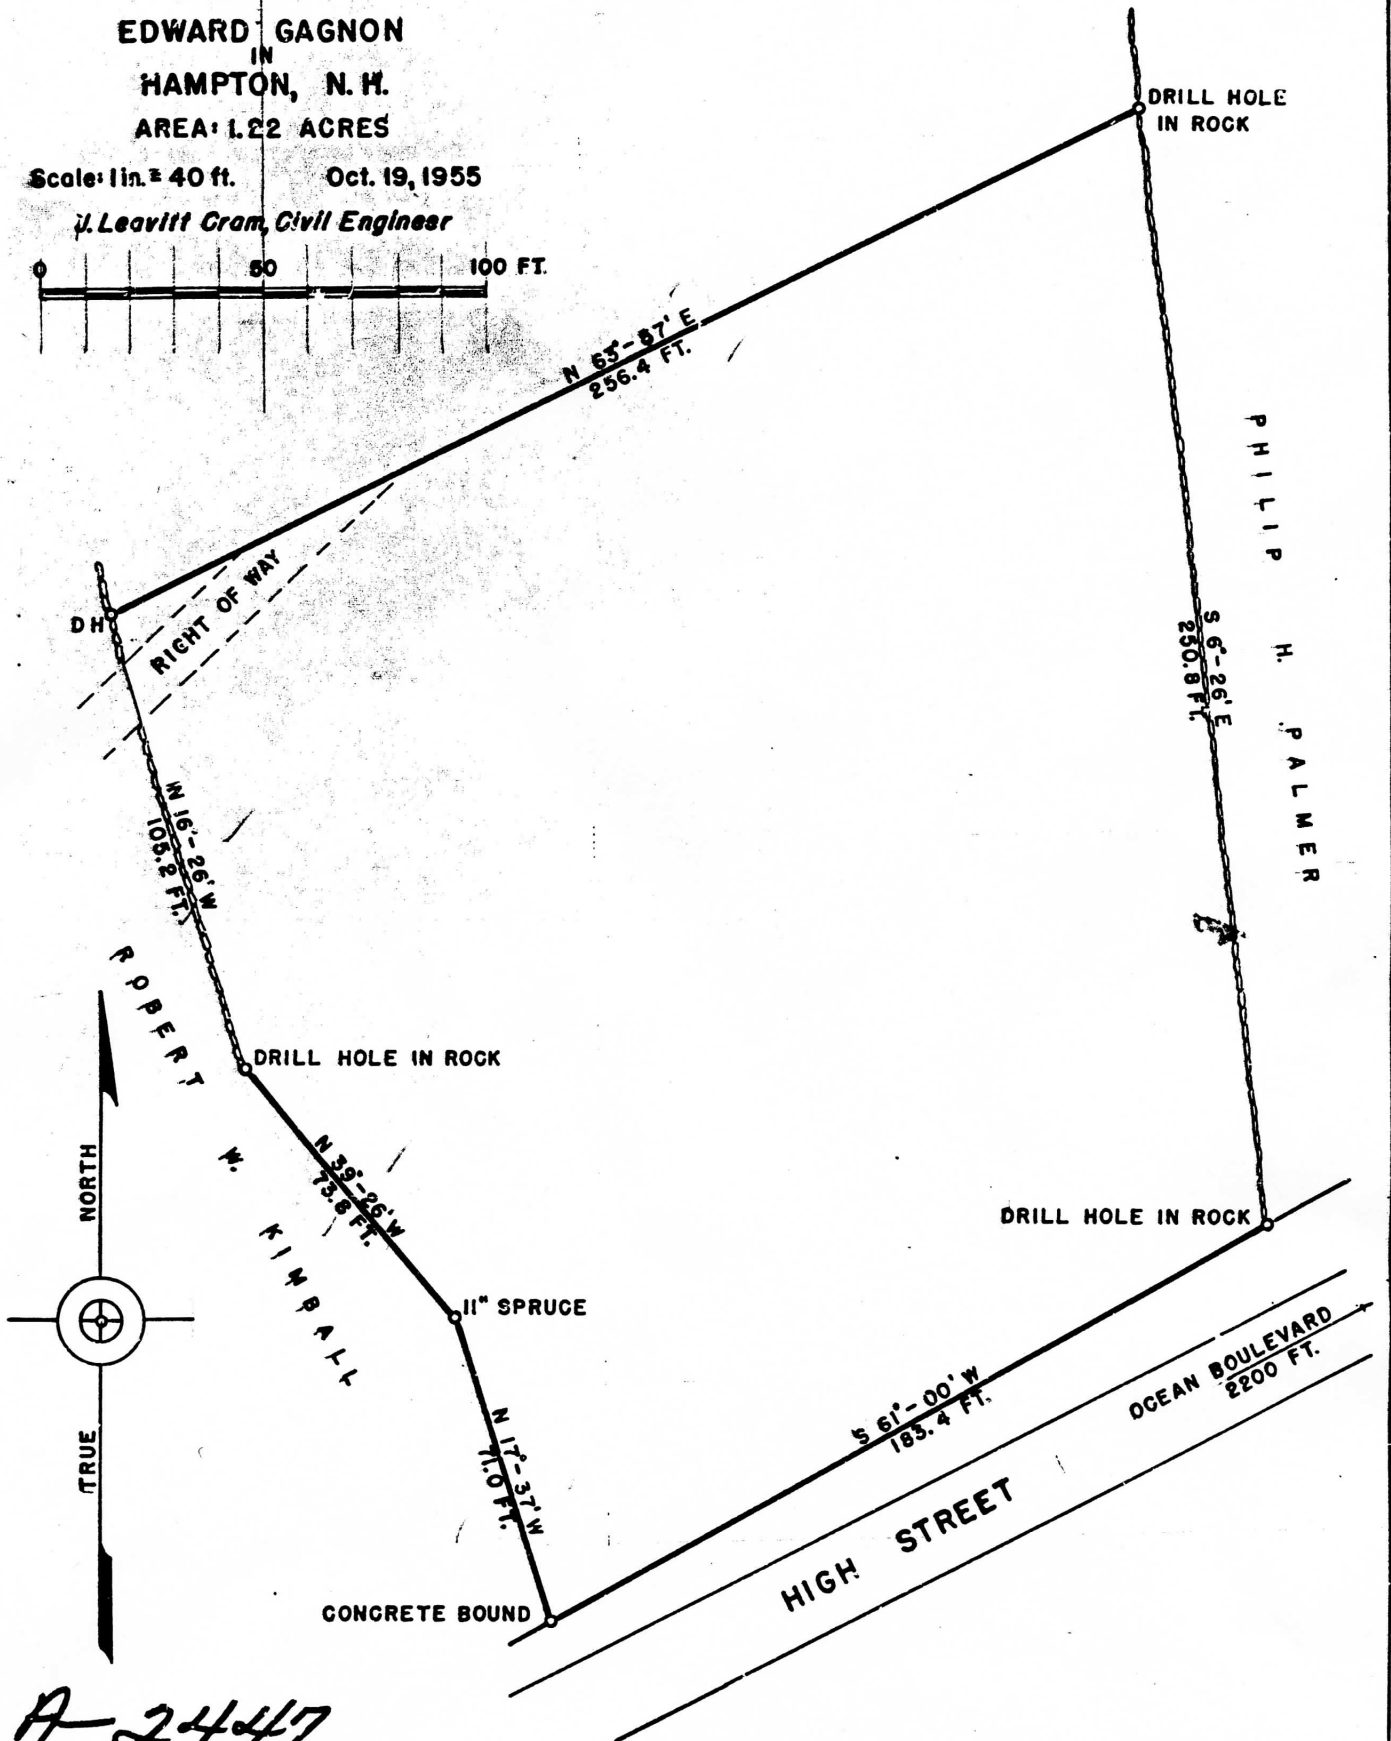 EDWARD GAGNON
IN
HAMPTON, N. H.
AREA: 1.22 ACRES
Scale: 1 in. = 40 ft. Oct. 19, 1955
J. Leavitt Cram, Civil Engineer
0 50 100 FT.
DRILL HOLE
IN ROCK
N 63°-57' E
256.4 FT.
PHILIP H. PALMER
RIGHT OF WAY
DH
S 6°-26' E
250.8 FT.
N 16°-26' W
105.2 FT.
ROBERT W. KIMBALL
DRILL HOLE IN ROCK
N 39°-26' W
73.8 FT.
TRUE NORTH
DRILL HOLE IN ROCK
11" SPRUCE
OCEAN BOULEVARD
2200 FT.
S 61°-00' W
183.4 FT.
N 17°-37' W
71.0 FT.
HIGH STREET
CONCRETE BOUND
A-2447